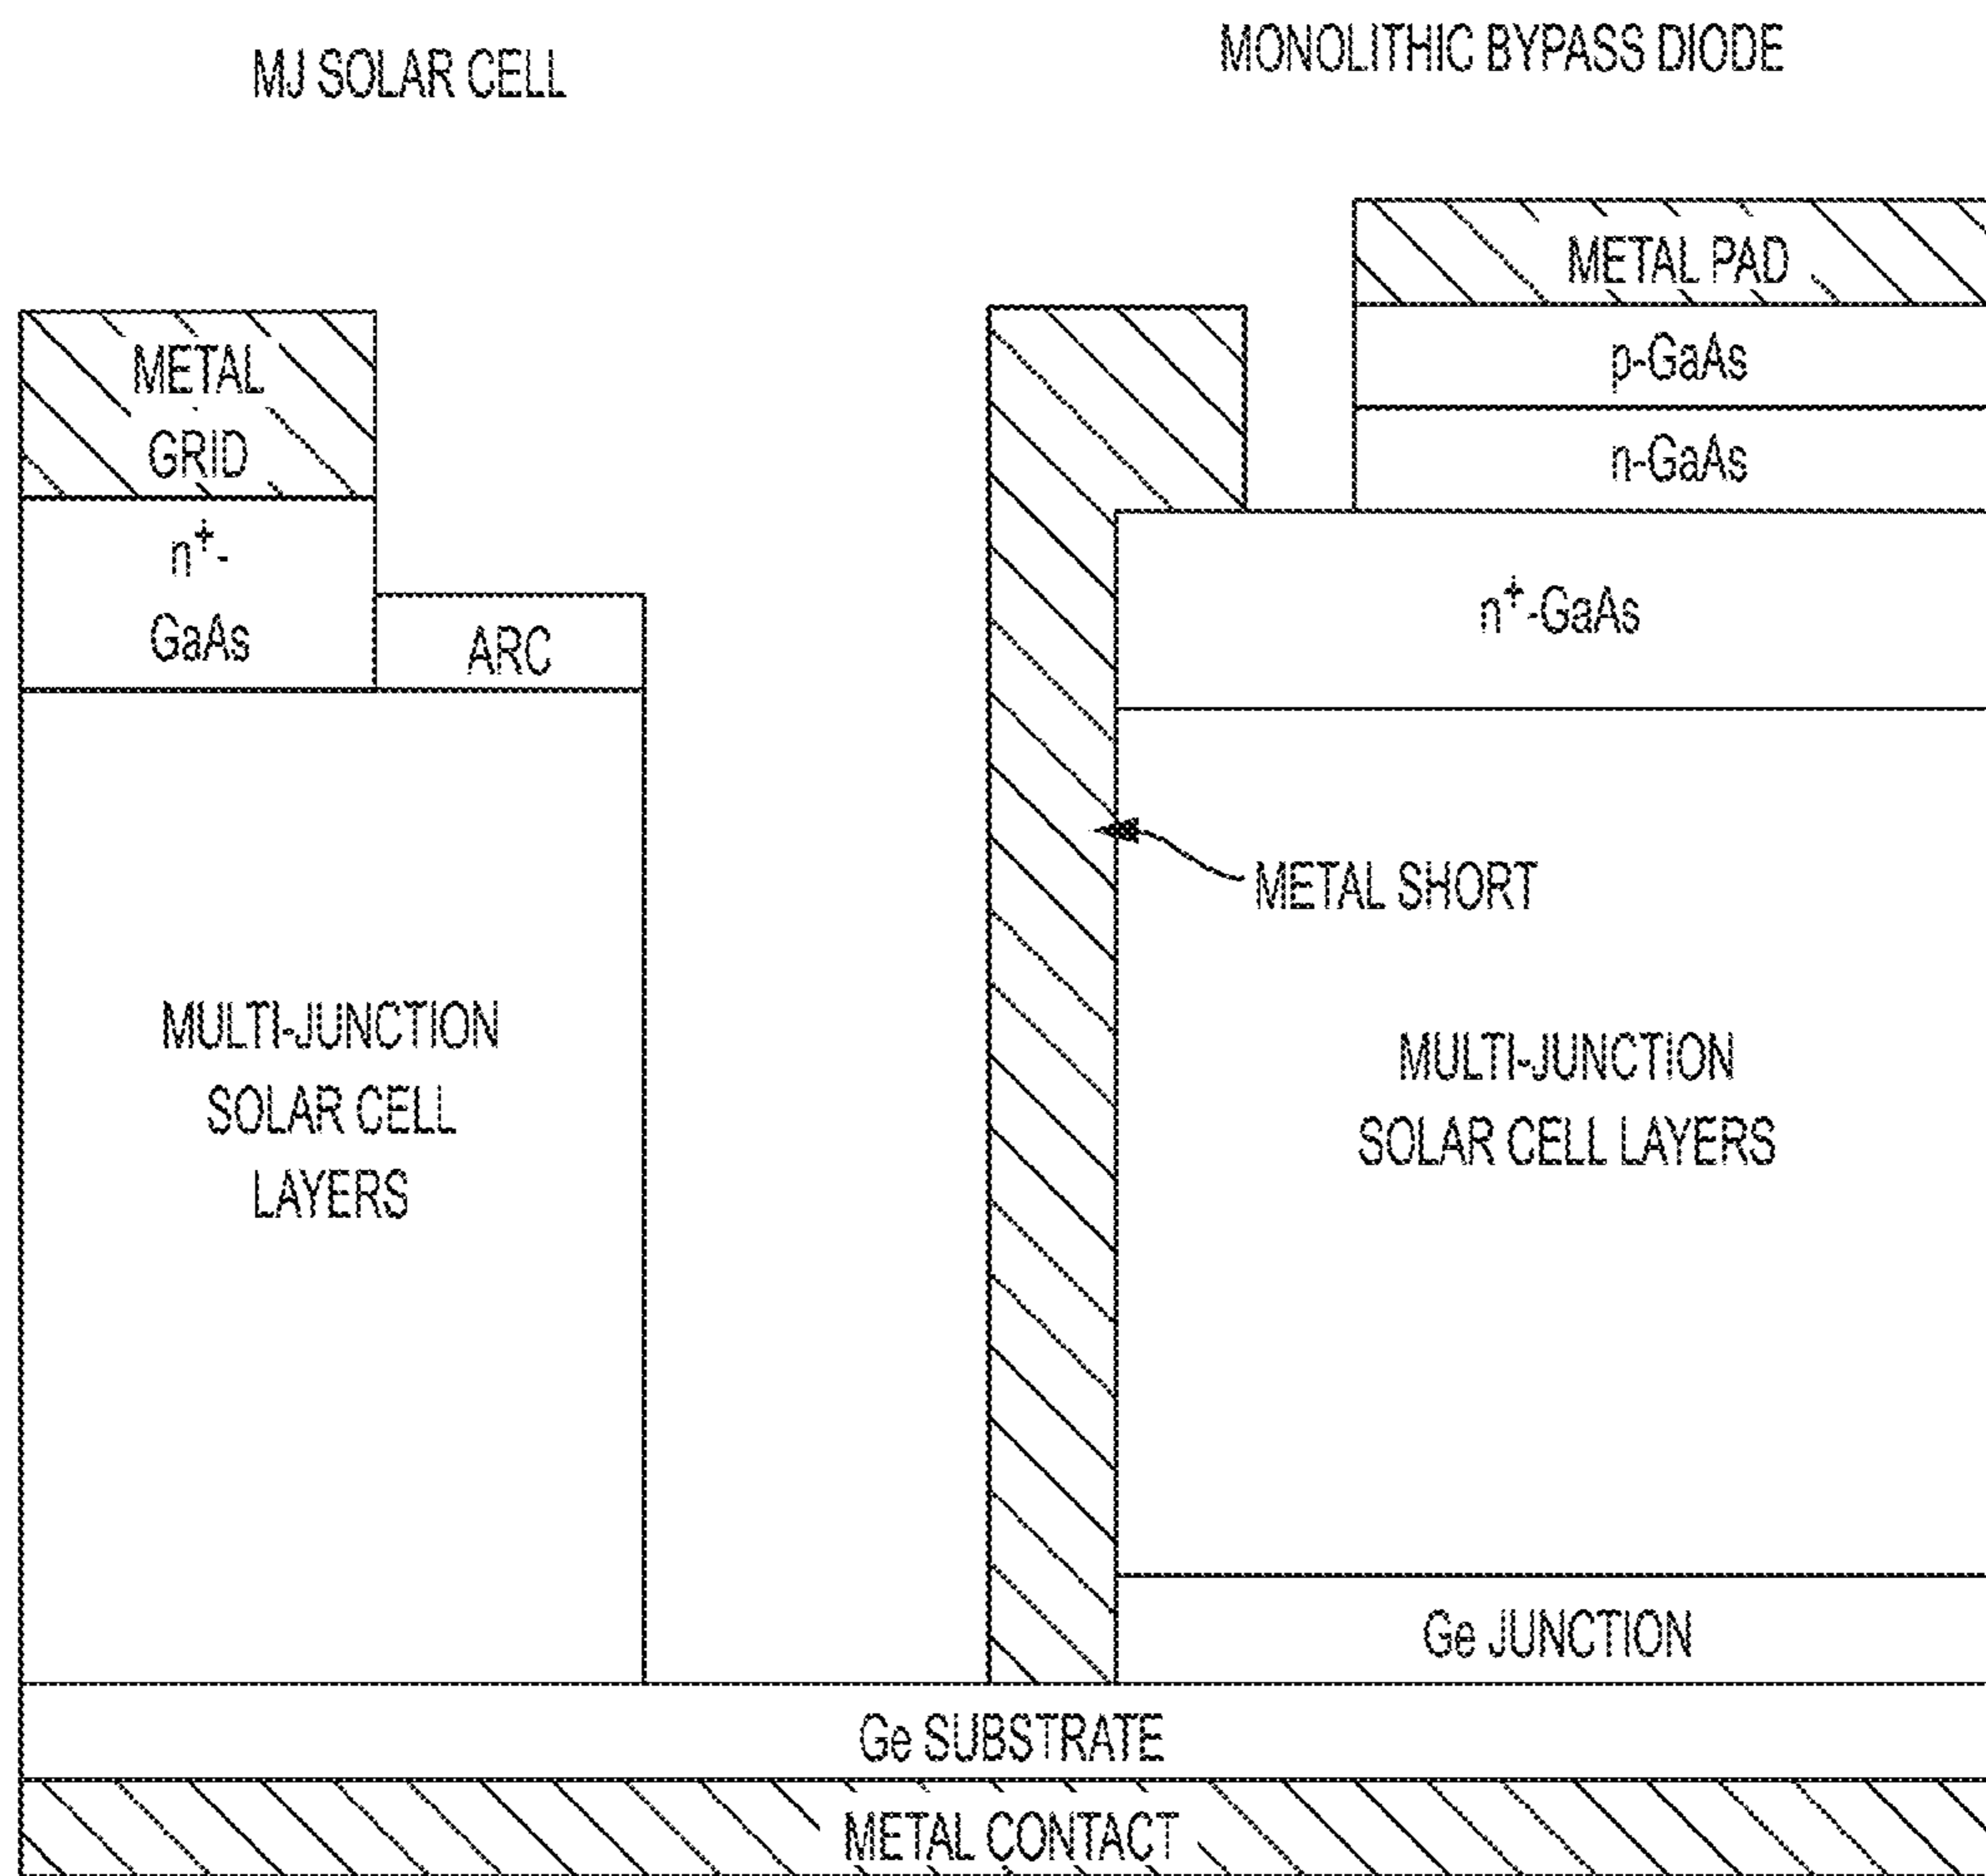 MJ SOLAR CELL
MONOLITHIC BYPASS DIODE
METAL
GRID
n⁺-
GaAs
ARC
MULTI-JUNCTION
SOLAR CELL
LAYERS
METAL PAD
p-GaAs
n-GaAs
n⁺-GaAs
METAL SHORT
MULTI-JUNCTION
SOLAR CELL LAYERS
Ge JUNCTION
Ge SUBSTRATE
METAL CONTACT